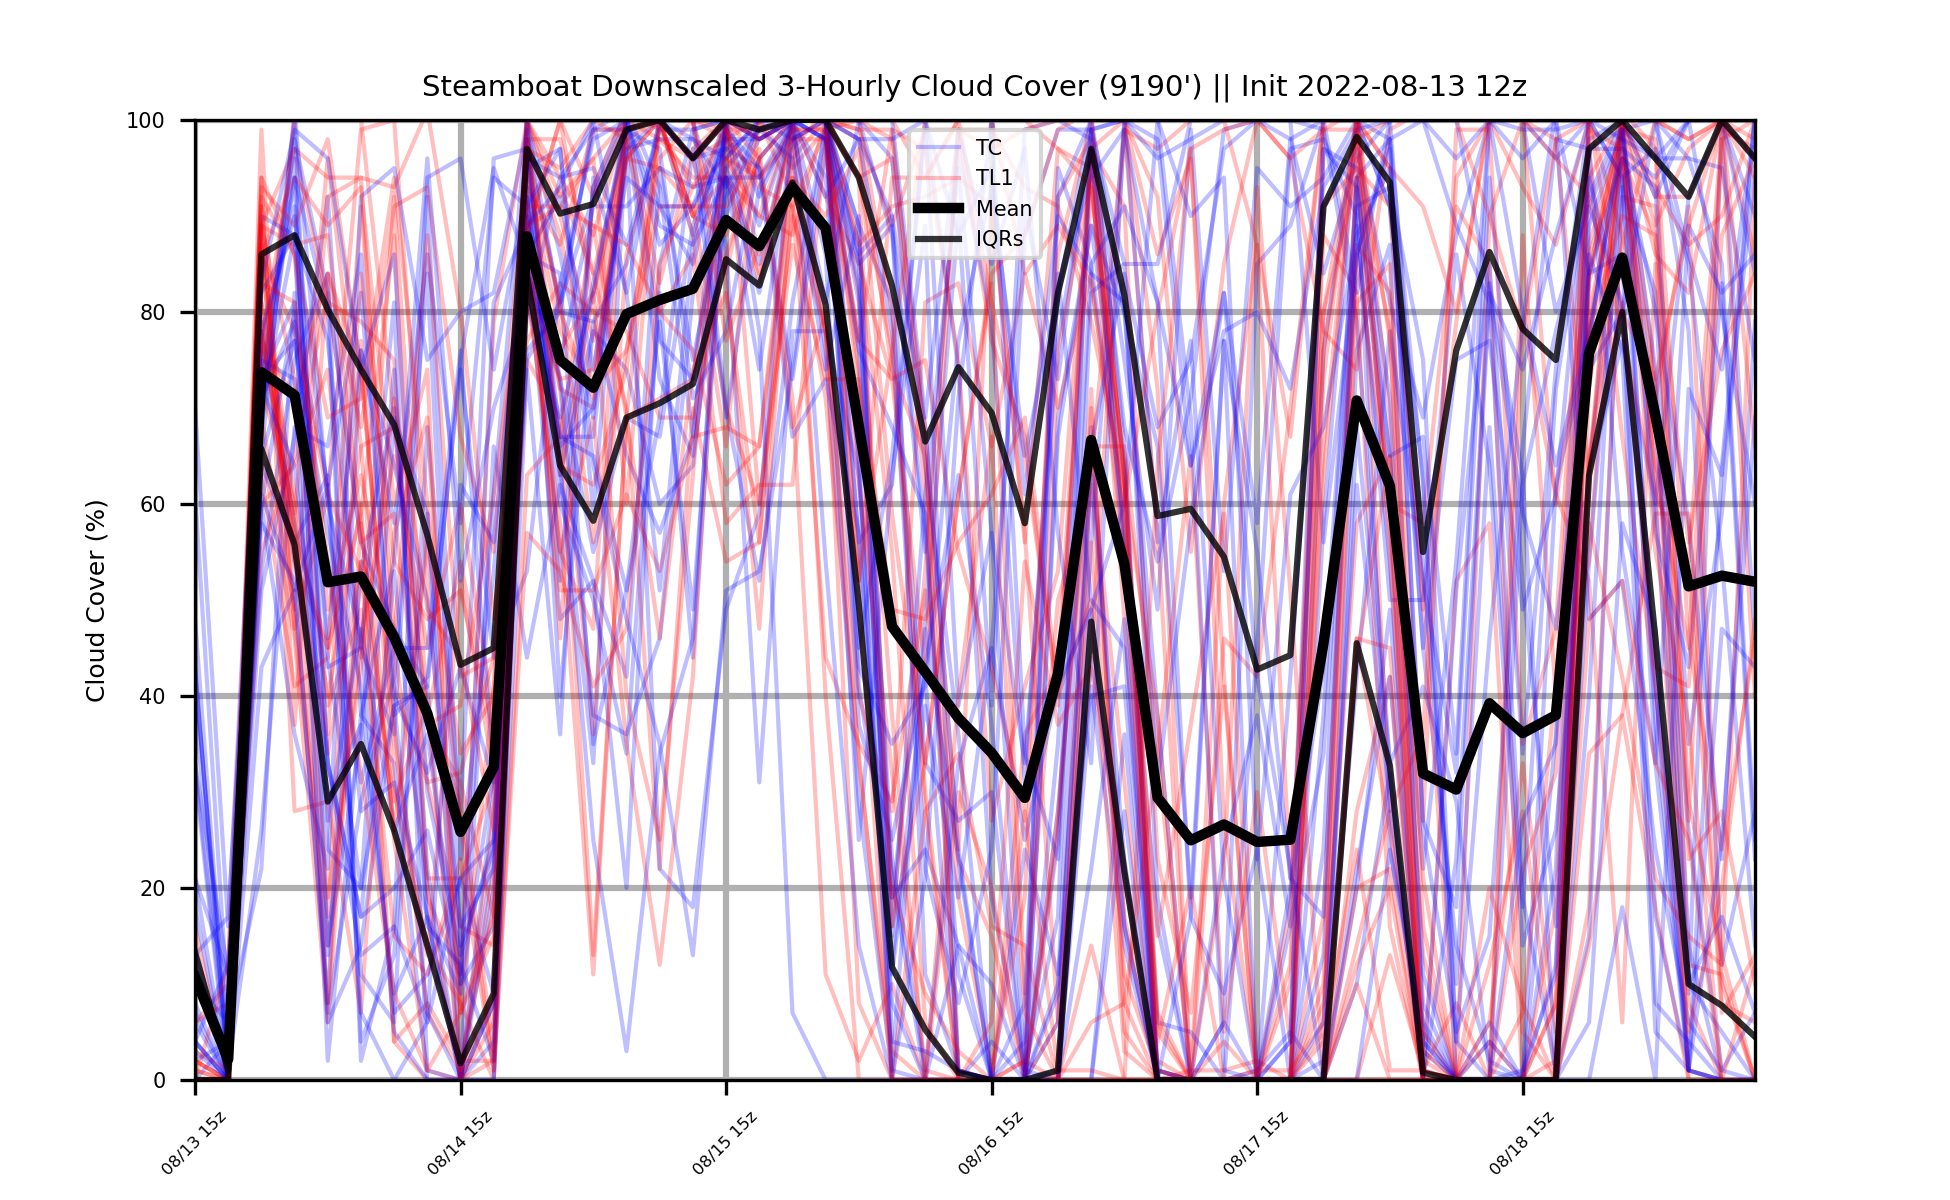 Steamboat Downscaled 3-Hourly Cloud Cover (9190') || Init 2022-08-13 12z
TC
TL1
Mean
IQRs
Cloud Cover (%)
100
80
60
40
20
0
08/13 15z
08/14 15z
08/15 15z
08/16 15z
08/17 15z
08/18 15z